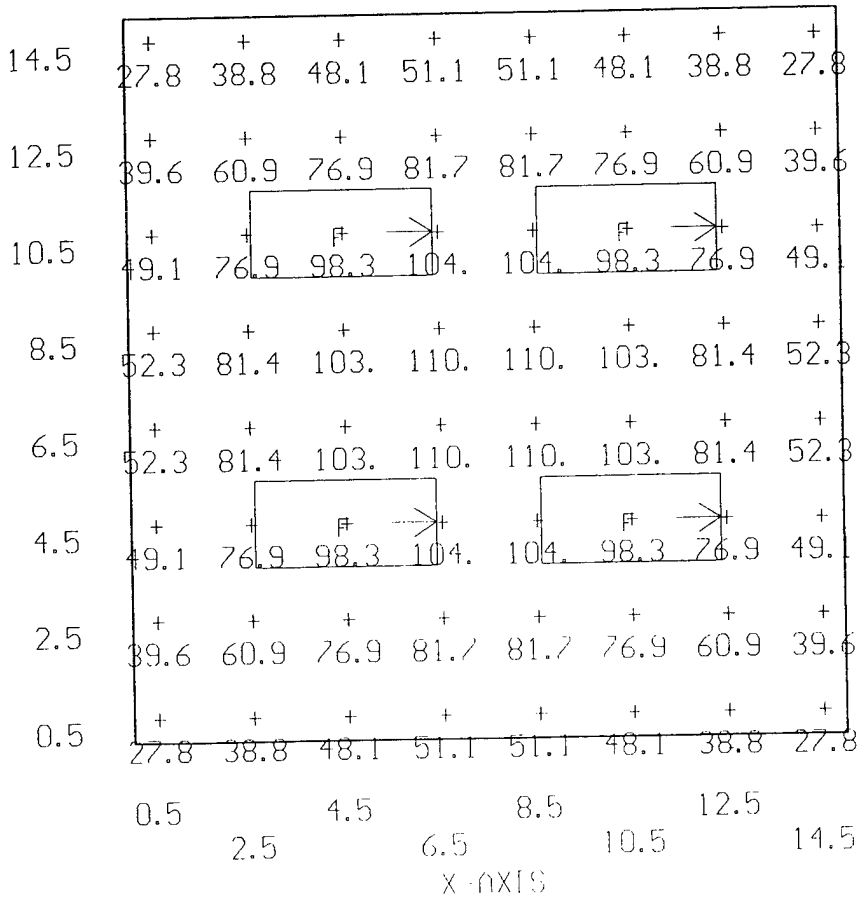 14.5 27.8 38.8 48.1 51.1 51.1 48.1 38.8 27.8
12.5 39.6 60.9 76.9 81.7 81.7 76.9 60.9 39.6
F F
10.5 49.1 76.9 98.3 104. 104. 98.3 76.9 49.1
8.5 52.3 81.4 103. 110. 110. 103. 81.4 52.3
6.5 52.3 81.4 103. 110. 110. 103. 81.4 52.3
F F
4.5 49.1 76.9 98.3 104. 104. 98.3 76.9 49.1
2.5 39.6 60.9 76.9 81.7 81.7 76.9 60.9 39.6
0.5 27.8 38.8 48.1 51.1 51.1 48.1 38.8 27.8
0.5 4.5 8.5 12.5
2.5 6.5 10.5 14.5
X-AXIS